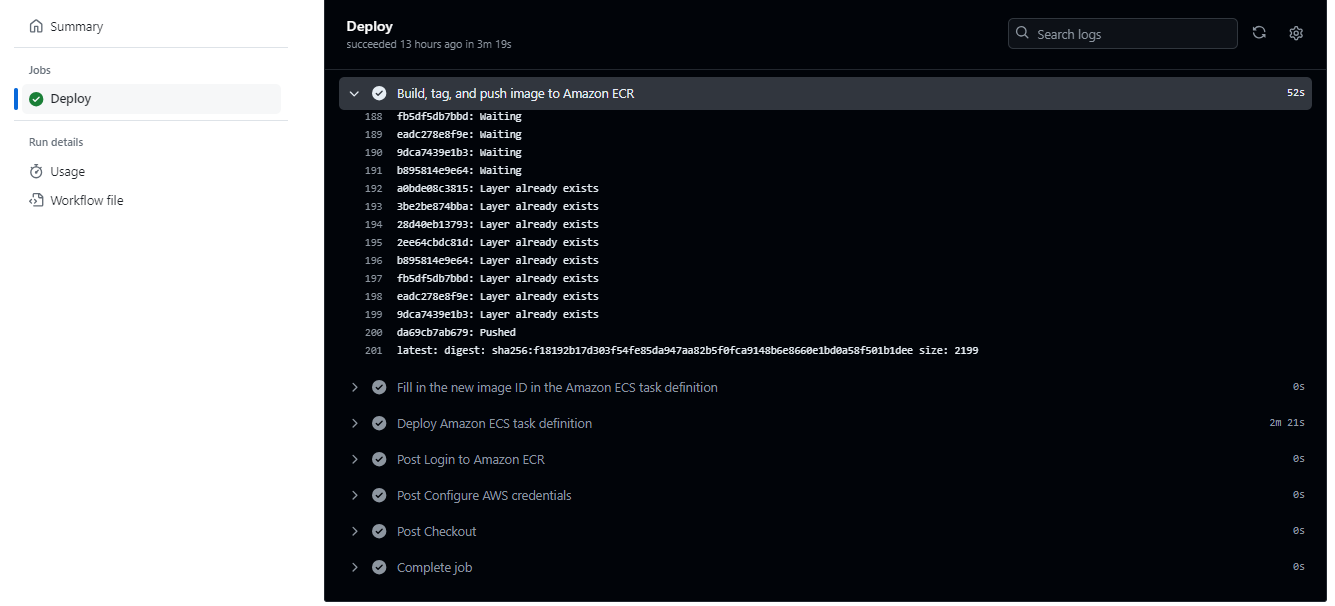 Summary
Jobs
Deploy
Run details
Usage
Workflow file
Deploy
succeeded 13 hours ago in 3m 19s
Search logs
Build, tag, and push image to Amazon ECR 52s
188 fb5df5db7bbd: Waiting
189 eadc278e8f9e: Waiting
190 9dca7439e1b3: Waiting
191 b895814e9e64: Waiting
192 a0bde08c3815: Layer already exists
193 3be2be874bba: Layer already exists
194 28d40eb13793: Layer already exists
195 2ee64cbdc81d: Layer already exists
196 b895814e9e64: Layer already exists
197 fb5df5db7bbd: Layer already exists
198 eadc278e8f9e: Layer already exists
199 9dca7439e1b3: Layer already exists
200 da69cb7ab679: Pushed
201 latest: digest: sha256:f18192b17d303f54fe85da947aa82b5f0fca9148b6e8660e1bd0a58f501b1dee size: 2199
Fill in the new image ID in the Amazon ECS task definition 0s
Deploy Amazon ECS task definition 2m 21s
Post Login to Amazon ECR 0s
Post Configure AWS credentials 0s
Post Checkout 0s
Complete job 0s